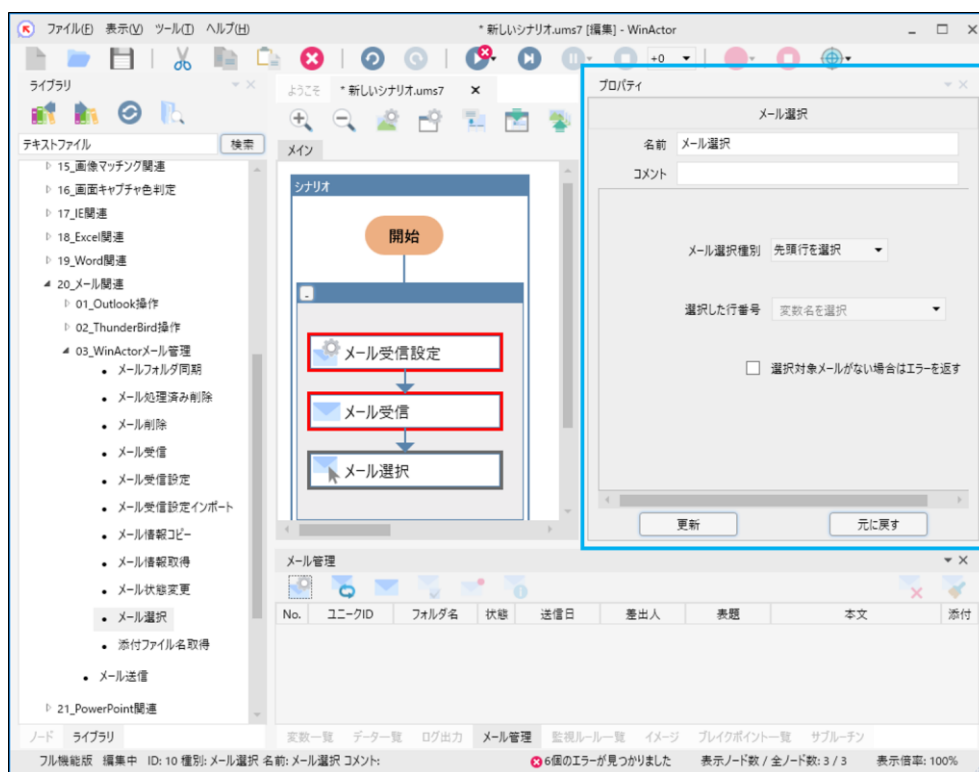 ファイル(F) 表示(V) ツール(T) ヘルプ(H)
* 新しいシナリオ.ums7 [編集] - WinActor
+0
ライブラリ
テキストファイル 検索
15_画像マッチング関連
16_画面キャプチャ色判定
17_IE関連
18_Excel関連
19_Word関連
20_メール関連
01_Outlook操作
02_ThunderBird操作
03_WinActorメール管理
メールフォルダ同期
メール処理済み削除
メール削除
メール受信
メール受信設定
メール受信設定インポート
メール情報コピー
メール情報取得
メール状態変更
メール選択
添付ファイル名取得
メール送信
21_PowerPoint関連
ノード ライブラリ
ようこそ * 新しいシナリオ.ums7
メイン
シナリオ
開始
メール受信設定
メール受信
メール選択
プロパティ
メール選択
名前 メール選択
コメント
メール選択種別 先頭行を選択
選択した行番号 変数名を選択
選択対象メールがない場合はエラーを返す
更新 元に戻す
メール管理
No. ユニークID フォルダ名 状態 送信日 差出人 表題 本文 添付
変数一覧 データ一覧 ログ出力 メール管理 監視ルール一覧 イメージ ブレイクポイント一覧 サブルーチン
フル機能版 編集中 ID: 10 種別: メール選択 名前: メール選択 コメント: 6個のエラーが見つかりました 表示ノード数 / 全ノード数: 3 / 3 表示倍率: 100%